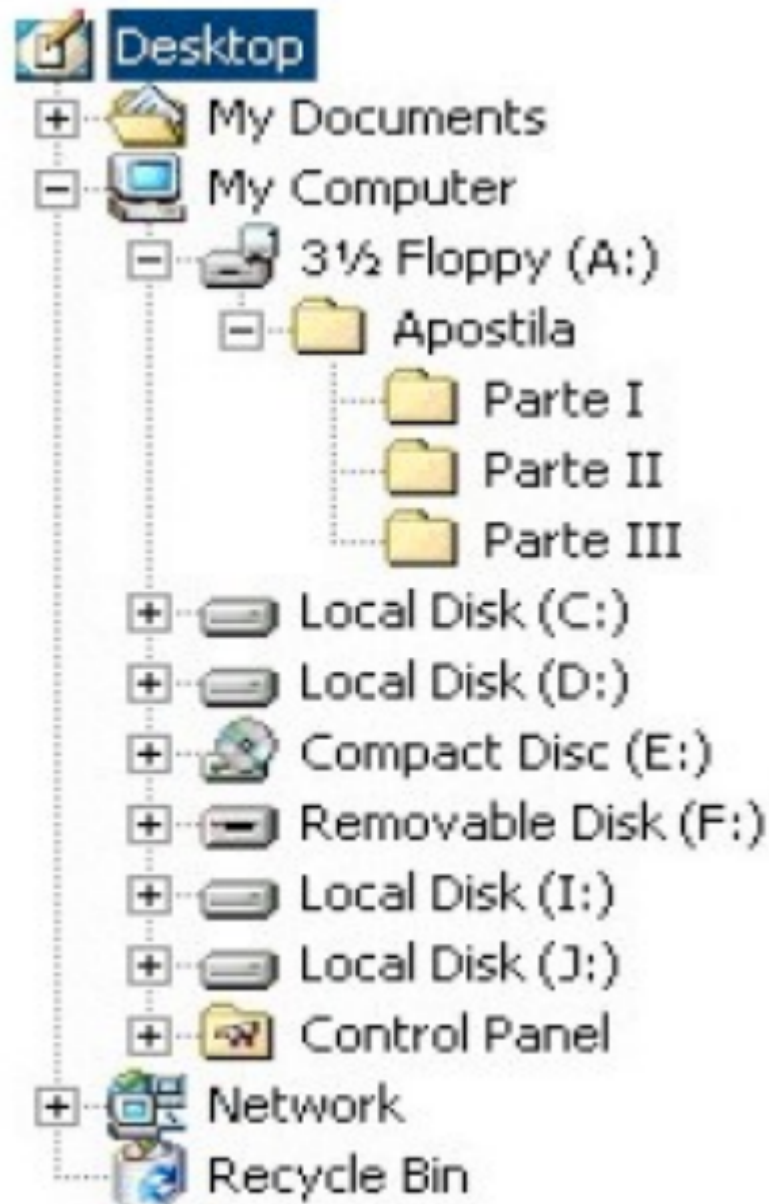 Desktop
My Documents
My Computer
3½ Floppy (A:)
Apostila
Parte I
Parte II
Parte III
Local Disk (C:)
Local Disk (D:)
Compact Disc (E:)
Removable Disk (F:)
Local Disk (I:)
Local Disk (J:)
Control Panel
Network
Recycle Bin